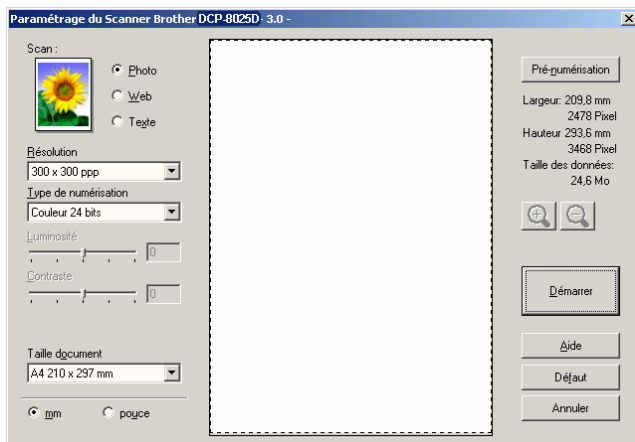 Paramétrage du Scanner Brother DCP-8025D- 3.0 -
Scan :
Photo
Web
Texte
Résolution
300 x 300 ppp
Type de numérisation
Couleur 24 bits
Luminosité
0
Contraste
0
Taille document
A4 210 x 297 mm
mm
pouce
Pré-numérisation
Largeur: 209,8 mm
2478 Pixel
Hauteur 293,6 mm
3468 Pixel
Taille des données:
24,6 Mo
Démarrer
Aide
Défaut
Annuler